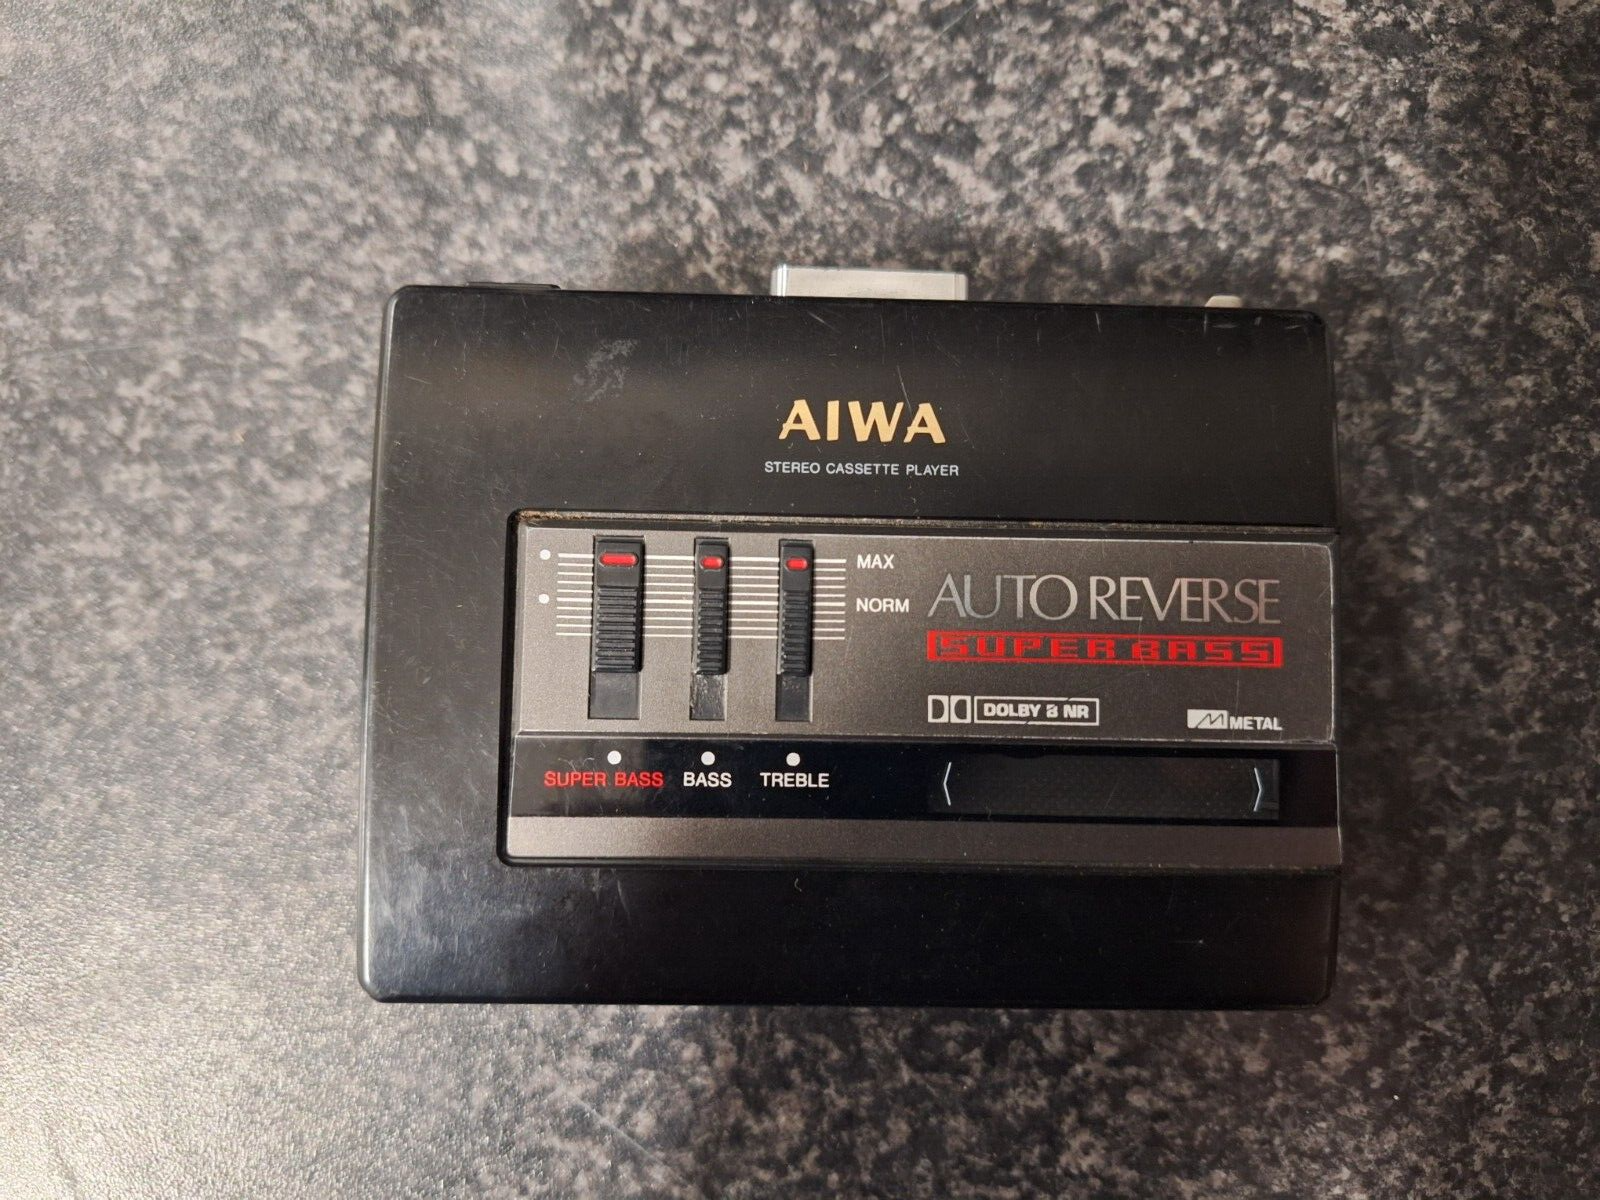 AIWA
STEREO CASSETTE PLAYER
MAX
NORM
AUTO REVERSE
SUPER BASS
DOLBY B NR
METAL
SUPER BASS BASS TREBLE